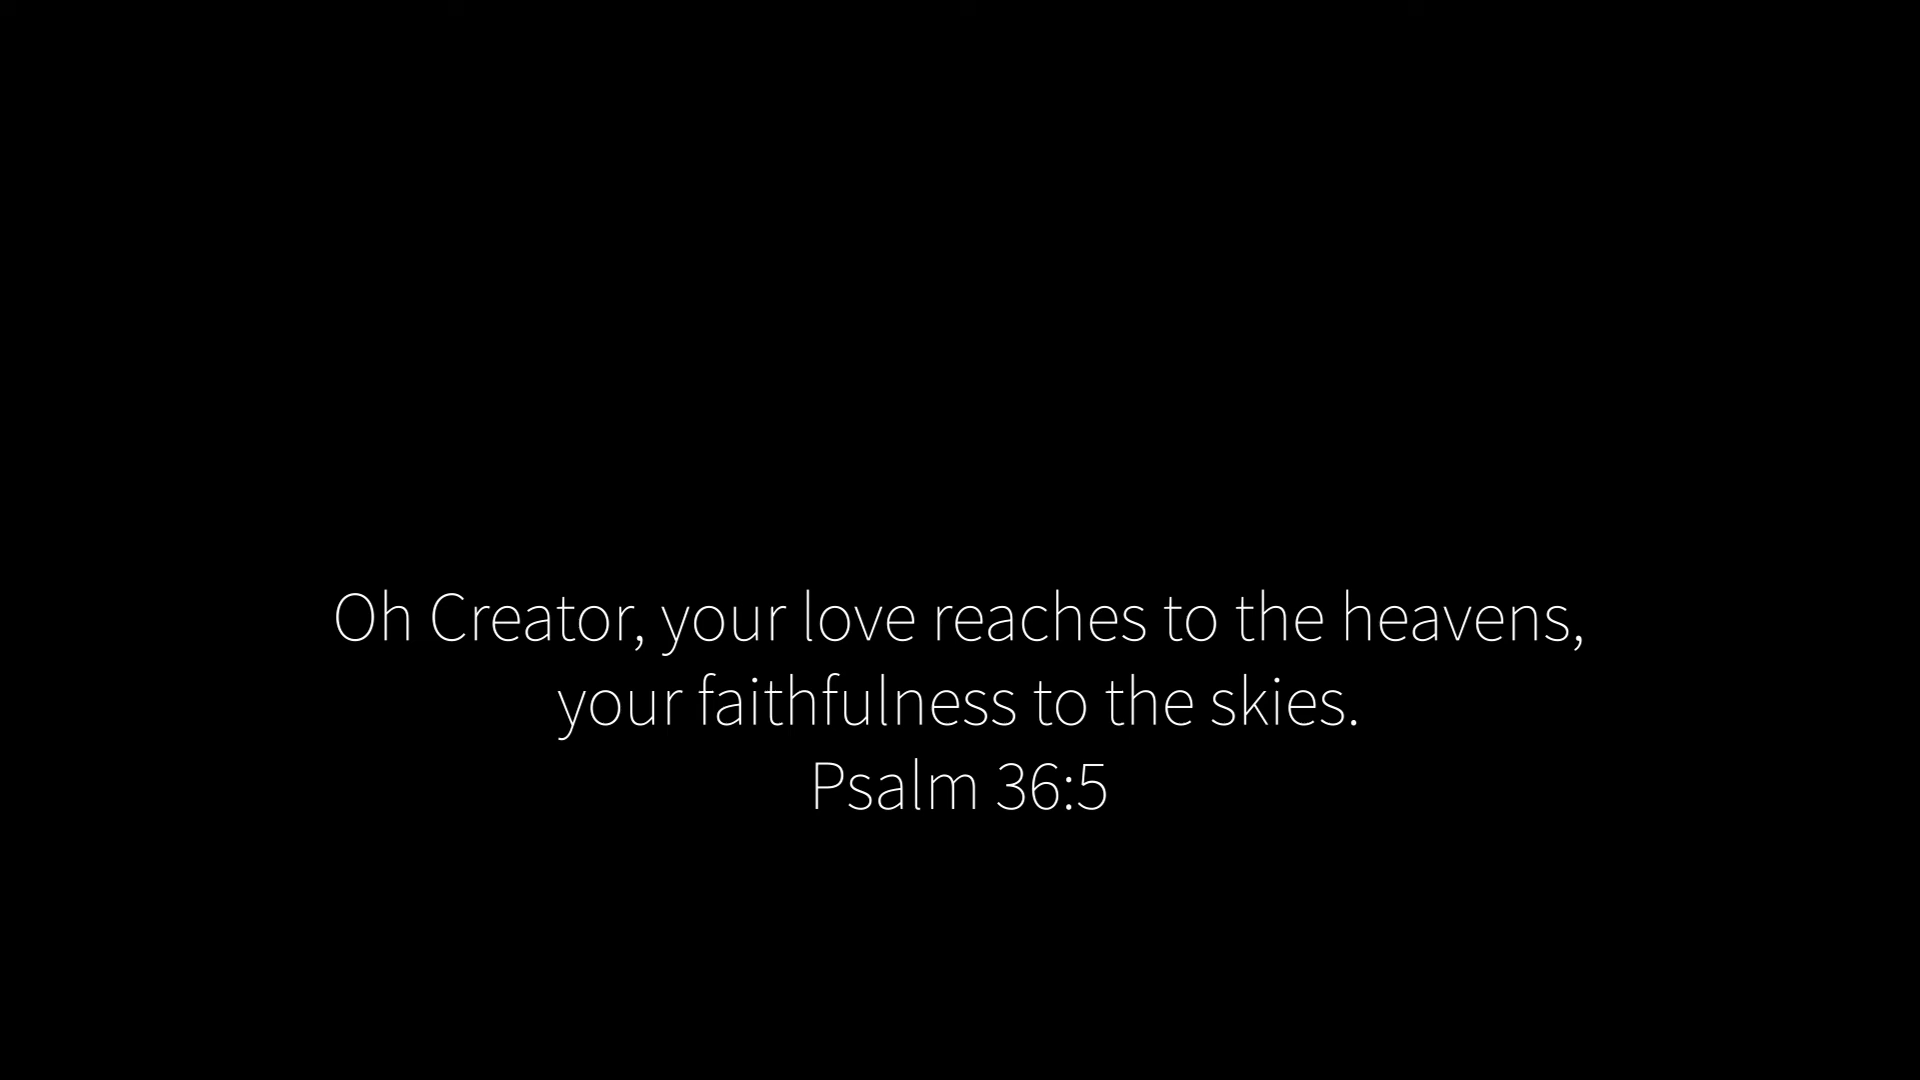 Oh Creator, your love reaches to the heavens,
your faithfulness to the skies.
Psalm 36:5